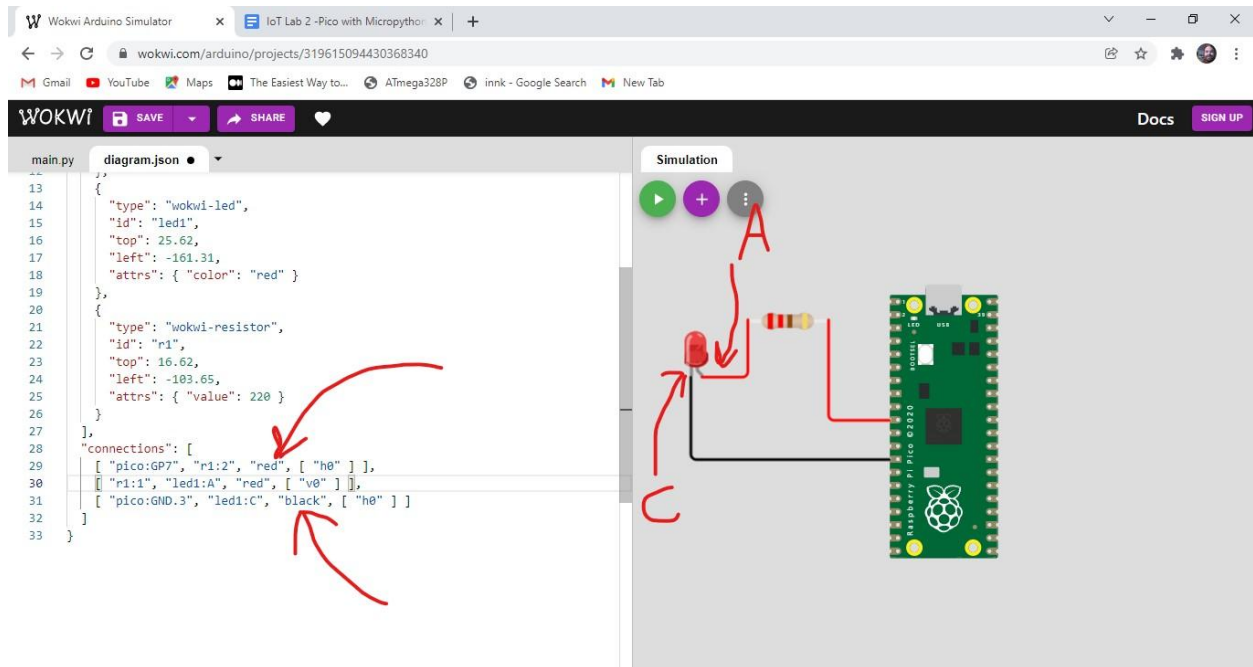 Wokwi Arduino Simulator
IoT Lab 2 -Pico with Micropython
wokwi.com/arduino/projects/319615094430368340
Gmail YouTube Maps The Easiest Way to... ATmega328P innk - Google Search New Tab
WOKWI SAVE SHARE Docs SIGN UP
main.py diagram.json
Simulation
12 ],
13 {
14 "type": "wokwi-led",
15 "id": "led1",
16 "top": 25.62,
17 "left": -161.31,
18 "attrs": { "color": "red" }
19 },
20 {
21 "type": "wokwi-resistor",
22 "id": "r1",
23 "top": 16.62,
24 "left": -103.65,
25 "attrs": { "value": 220 }
26 }
27 ],
28 "connections": [
29 [ "pico:GP7", "r1:2", "red", [ "h0" ] ],
30 [ "r1:1", "led1:A", "red", [ "v0" ] ],
31 [ "pico:GND.3", "led1:C", "black", [ "h0" ] ]
32 ]
33 }
A
C
LED USB
BOOTSEL
Raspberry Pi Pico ©2020